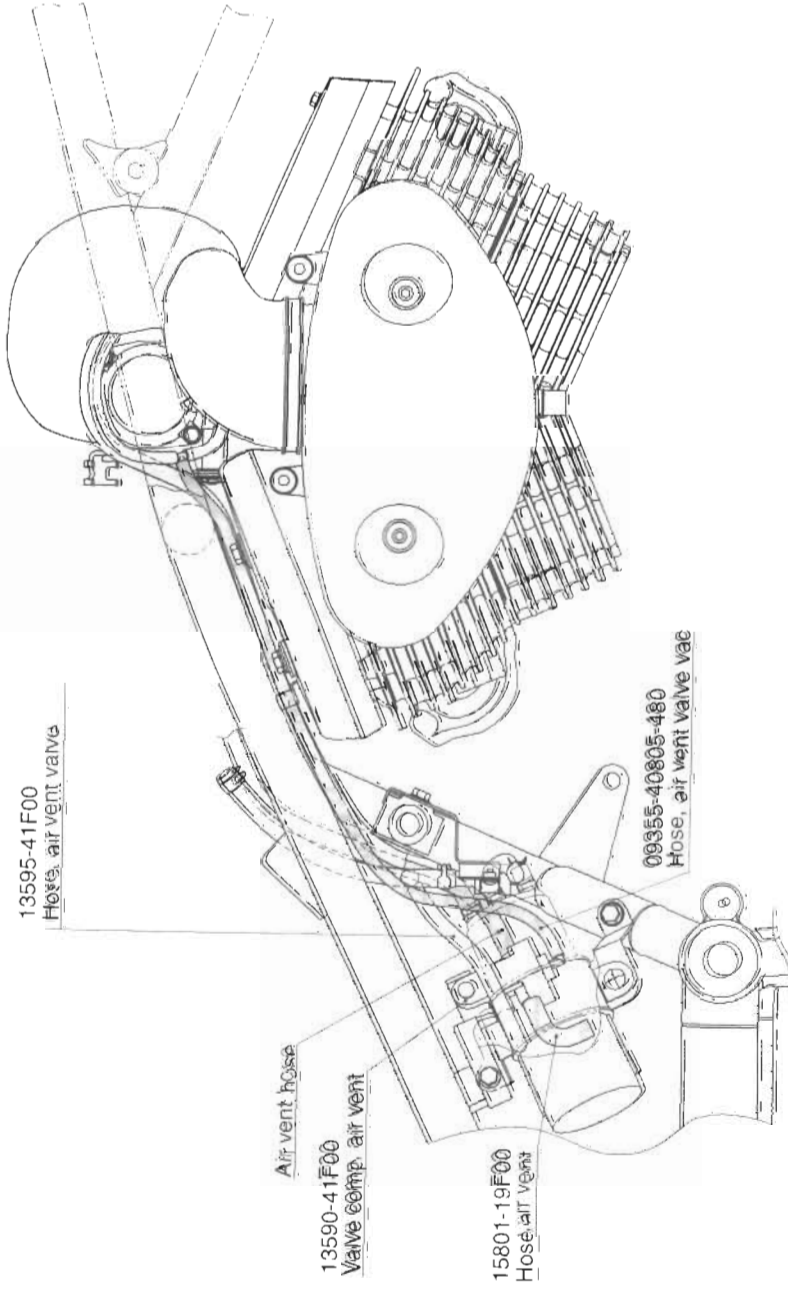 13595-41F00
Hose, air vent valve
Air vent hose
13590-41F00
Valve comp, air vent
15801-19F00
Hose, air vent
09355-40805-480
Hose, air vent valve vac